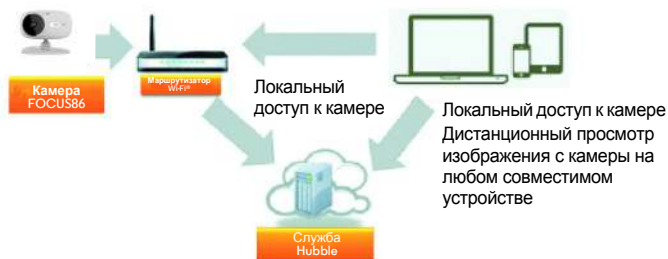 Камера
FOCUS86
Маршрутизатор
Wi-Fi®
Локальный
доступ к камере
Локальный доступ к камере
Дистанционный просмотр
изображения с камеры на
любом совместимом
устройстве
Служба
Hubble